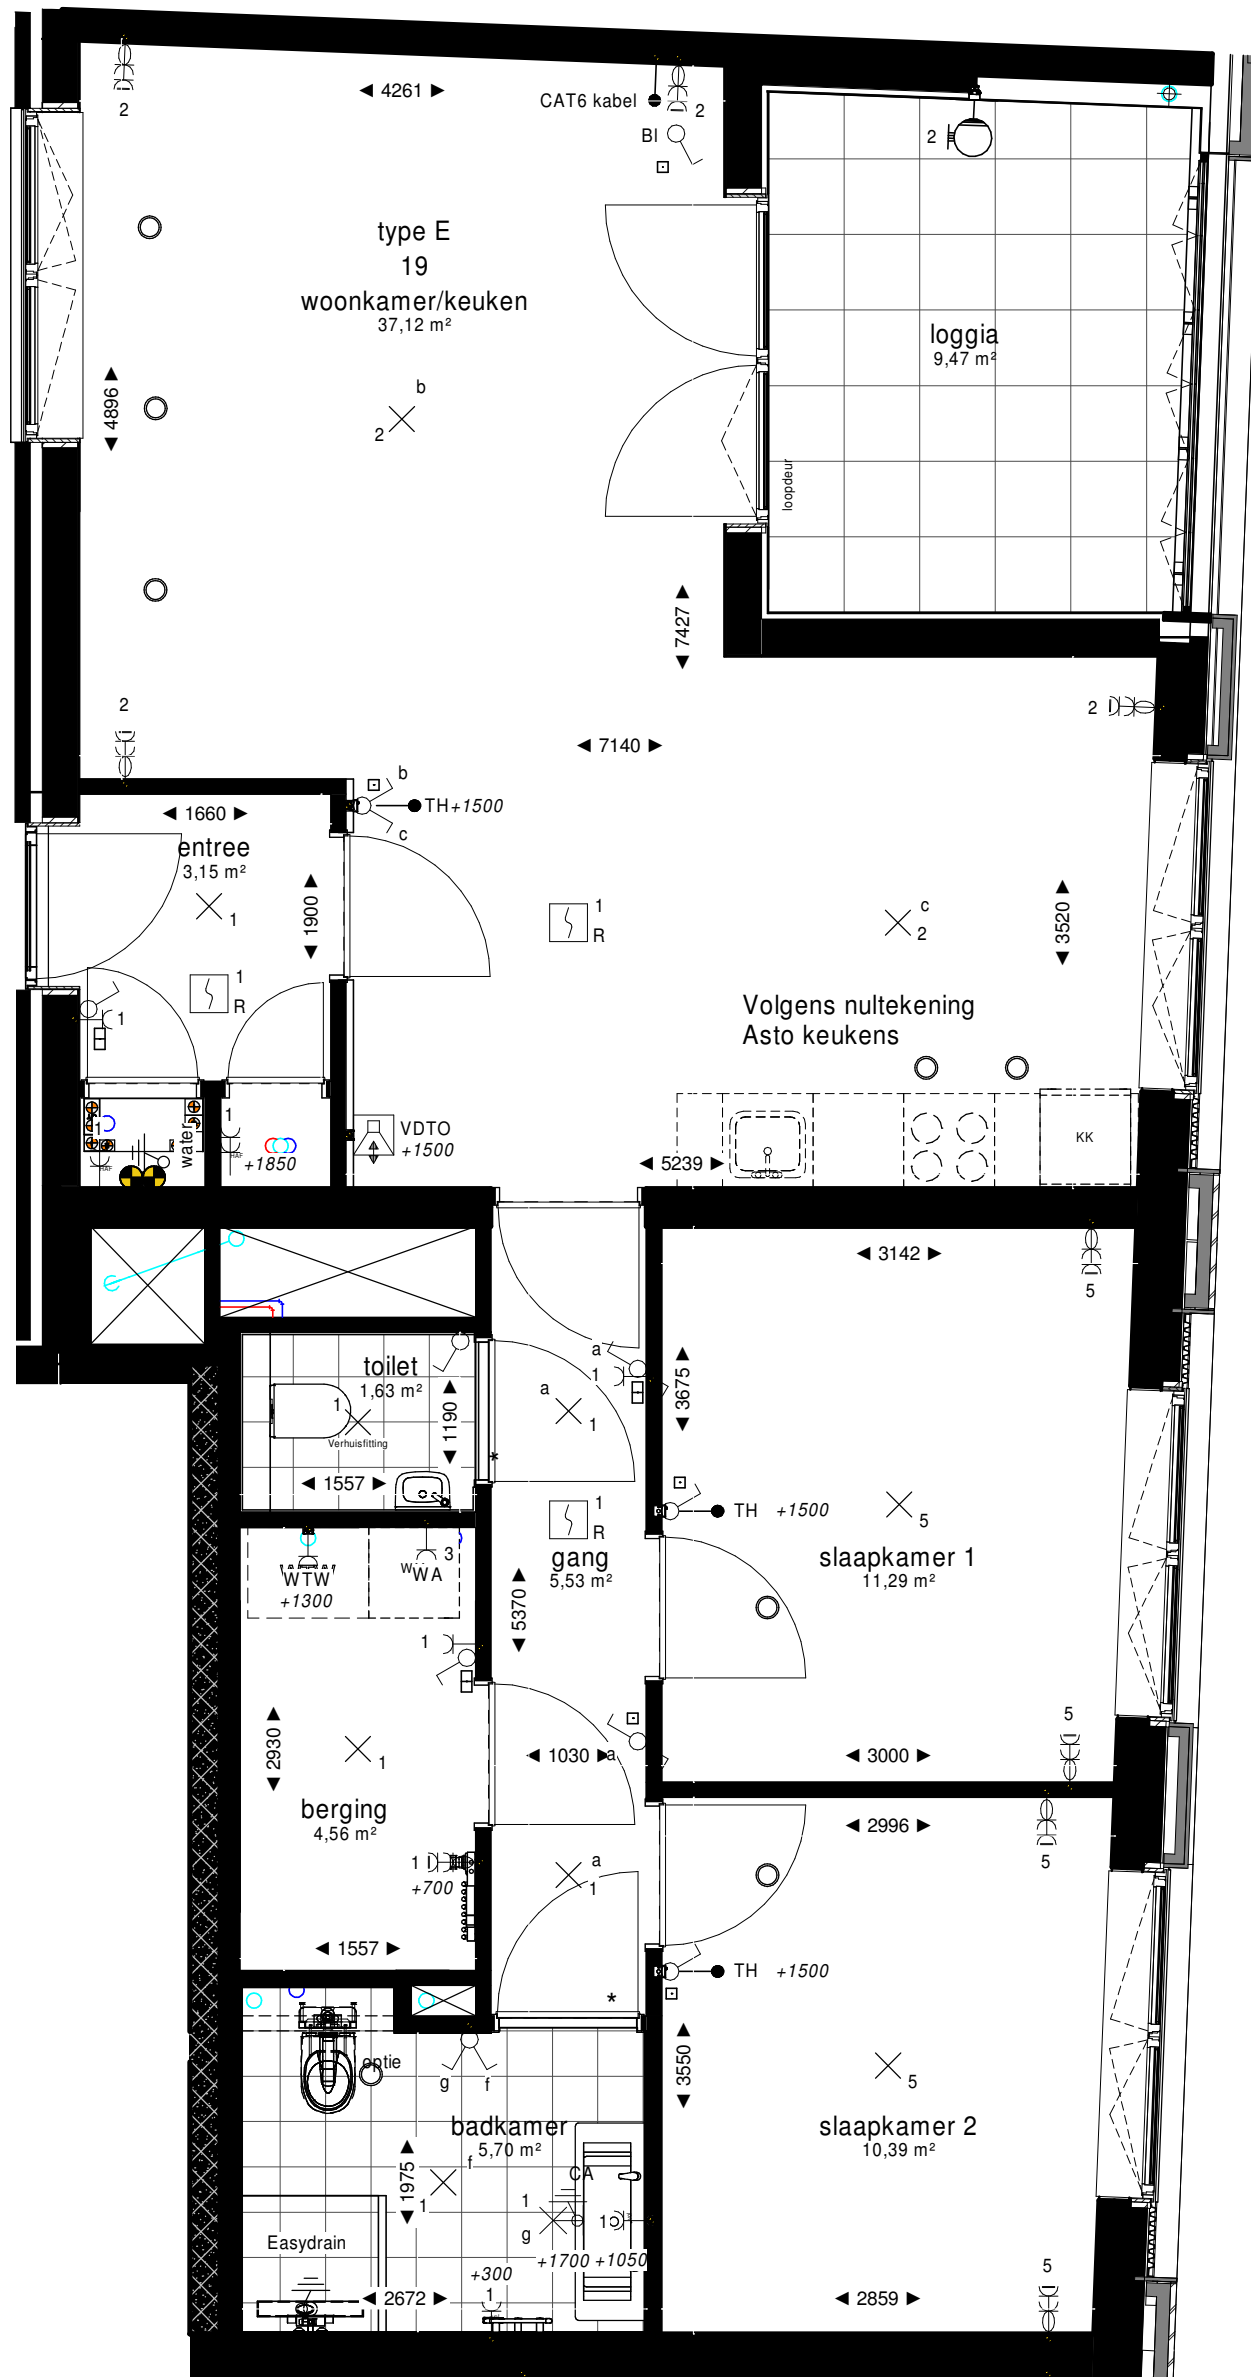 4261
CAT6 kabel
2
2
BI
2
type E
19
woonkamer/keuken
37,12 m²
loggia
9,47 m²
4896
b
2
loopdeur
7427
2
2
7140
b
TH+1500
c
1660
entree
3,15 m²
1
1900
1
R
c
2
3520
1
R
1
Volgens nultekening
Asto keukens
1
1
water
HAF
HAF
+1850
VDTO
+1500
5239
KK
3142
5
toilet
1,63 m²
1
Verhuisfitting
1190
1557
a
1
a
1
*
3675
1
R
gang
5,53 m²
TH +1500
5
slaapkamer 1
11,29 m²
WTW
+1300
3
WA
5370
1
2930
1
1030
a
3000
5
berging
4,56 m²
2996
5
1
+700
a
1
1557
*
TH +1500
optie
g
f
3550
5
badkamer
5,70 m²
slaapkamer 2
10,39 m²
f
1975
1
CA
1
g
1
Easydrain
+1700
+1050
+300
1
2672
5
2859